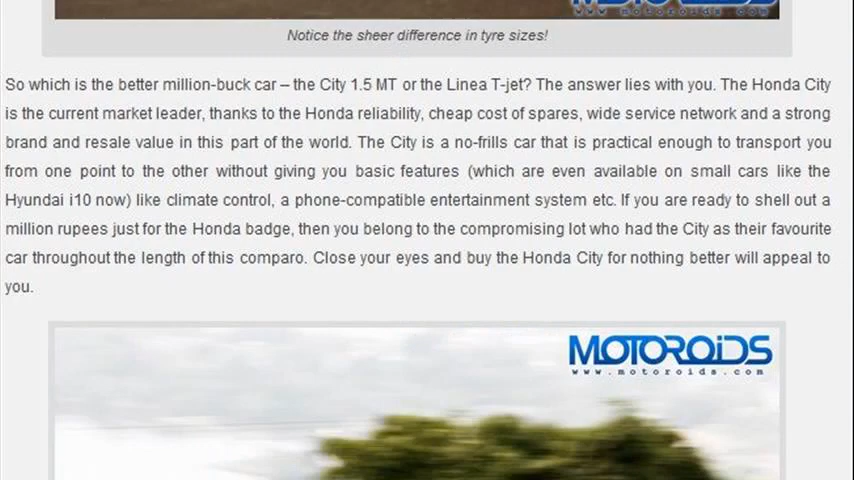 MOTOROiDS
www.motoroids.com
Notice the sheer difference in tyre sizes!
So which is the better million-buck car – the City 1.5 MT or the Linea T-jet? The answer lies with you. The Honda City
is the current market leader, thanks to the Honda reliability, cheap cost of spares, wide service network and a strong
brand and resale value in this part of the world. The City is a no-frills car that is practical enough to transport you
from one point to the other without giving you basic features (which are even available on small cars like the
Hyundai i10 now) like climate control, a phone-compatible entertainment system etc. If you are ready to shell out a
million rupees just for the Honda badge, then you belong to the compromising lot who had the City as their favourite
car throughout the length of this comparo. Close your eyes and buy the Honda City for nothing better will appeal to
you.
MOTOROiDS
www.motoroids.com